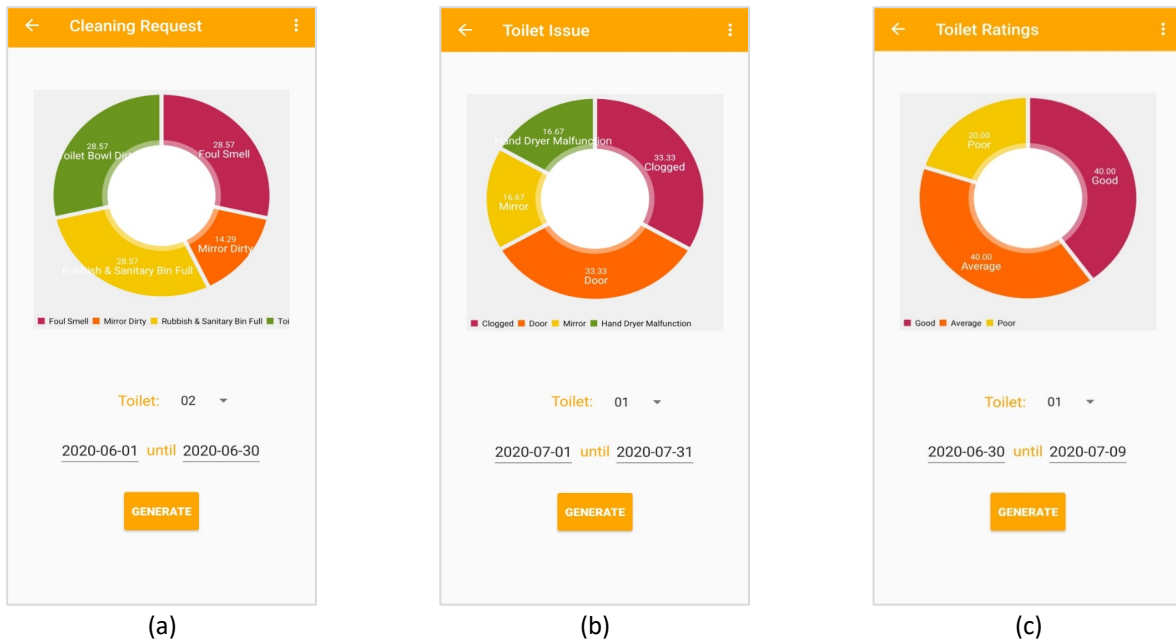 Cleaning Request
28.57
Toilet Bowl Dirty
28.57
Foul Smell
14.29
Mirror Dirty
28.57
Rubbish & Sanitary Bin Full
Foul Smell Mirror Dirty Rubbish & Sanitary Bin Full Toi
Toilet: 02
2020-06-01 until 2020-06-30
GENERATE
(a)
Toilet Issue
16.67
Hand Dryer Malfunction
33.33
Clogged
16.67
Mirror
33.33
Door
Clogged Door Mirror Hand Dryer Malfunction
Toilet: 01
2020-07-01 until 2020-07-31
GENERATE
(b)
Toilet Ratings
20.00
Poor
40.00
Good
40.00
Average
Good Average Poor
Toilet: 01
2020-06-30 until 2020-07-09
GENERATE
(c)